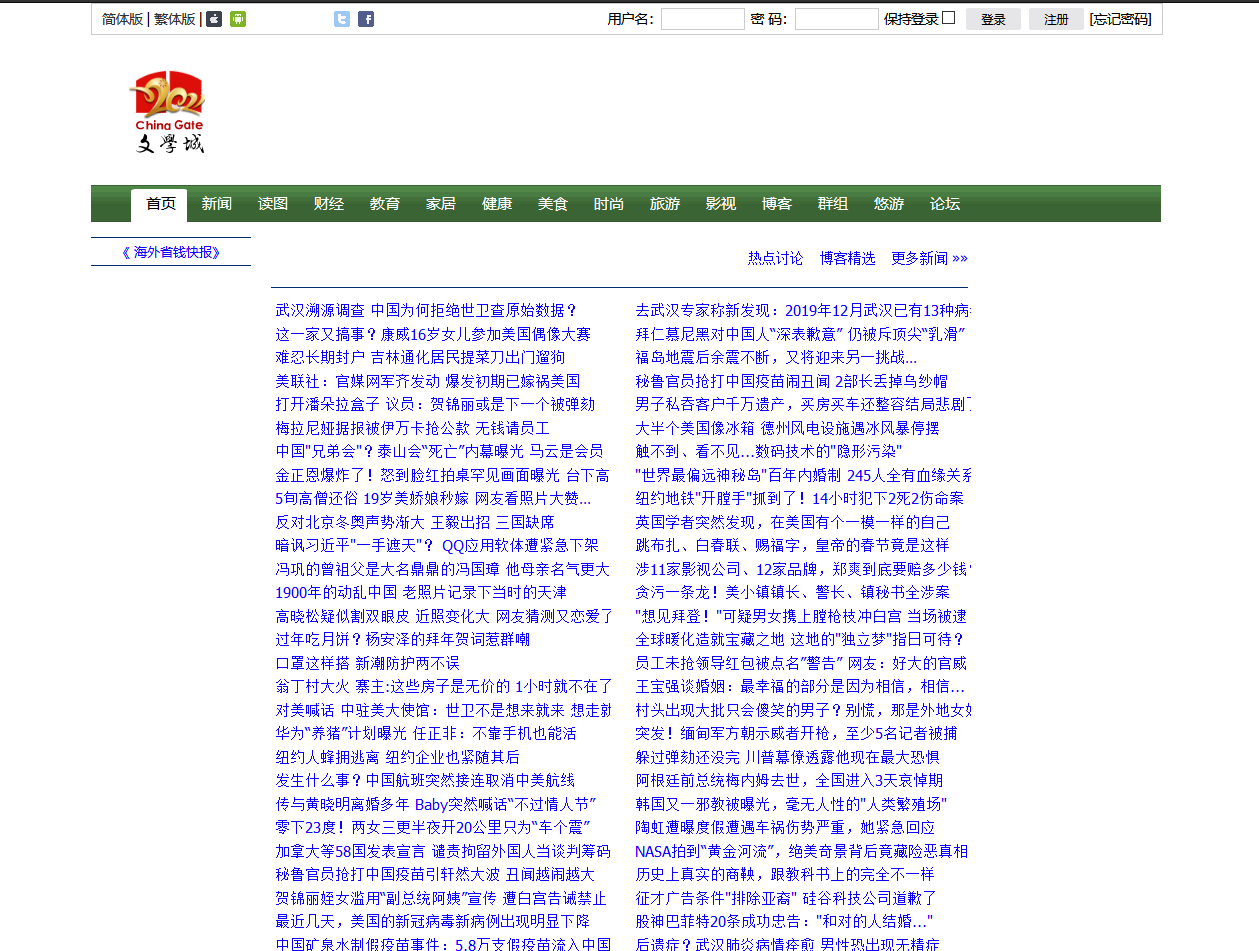 简体版 | 繁体版 |
用户名： 密 码： 保持登录 登录 注册 [忘记密码]
China Gate
文學城
首页 新闻 读图 财经 教育 家居 健康 美食 时尚 旅游 影视 博客 群组 悠游 论坛
《 海外省钱快报》
热点讨论 博客精选 更多新闻 »»
武汉溯源调查 中国为何拒绝世卫查原始数据？
这一家又搞事？康威16岁女儿参加美国偶像大赛
难忍长期封户 吉林通化居民提菜刀出门遛狗
美联社：官媒网军齐发动 爆发初期已嫁祸美国
打开潘朵拉盒子 议员：贺锦丽或是下一个被弹劾
梅拉尼娅据报被伊万卡抢公款 无钱请员工
中国"兄弟会"？泰山会“死亡”内幕曝光 马云是会员
金正恩爆炸了！怒到脸红拍桌罕见画面曝光 台下高
5旬高僧还俗 19岁美娇娘秒嫁 网友看照片大赞...
反对北京冬奥声势渐大 王毅出招 三国缺席
暗讽习近平"一手遮天"？ QQ应用软体遭紧急下架
冯巩的曾祖父是大名鼎鼎的冯国璋 他母亲名气更大
1900年的动乱中国 老照片记录下当时的天津
高晓松疑似割双眼皮 近照变化大 网友猜测又恋爱了
过年吃月饼？杨安泽的拜年贺词惹群嘲
口罩这样搭 新潮防护两不误
翁丁村大火 寨主:这些房子是无价的 1小时就不在了
对美喊话 中驻美大使馆：世卫不是想来就来 想走就
华为“养猪”计划曝光 任正非：不靠手机也能活
纽约人蜂拥逃离 纽约企业也紧随其后
发生什么事？中国航班突然接连取消中美航线
传与黄晓明离婚多年 Baby突然喊话“不过情人节”
零下23度！两女三更半夜开20公里只为“车个震”
加拿大等58国发表宣言 谴责拘留外国人当谈判筹码
秘鲁官员抢打中国疫苗引轩然大波 丑闻越闹越大
贺锦丽姪女滥用“副总统阿姨”宣传 遭白宫告诫禁止
最近几天，美国的新冠病毒新病例出现明显下降
中国矿泉水制假疫苗事件：5.8万支假疫苗流入中国
去武汉专家称新发现：2019年12月武汉已有13种病
拜仁慕尼黑对中国人“深表歉意” 仍被斥顶尖“乳滑”
福岛地震后余震不断，又将迎来另一挑战...
秘鲁官员抢打中国疫苗闹丑闻 2部长丢掉乌纱帽
男子私吞客户千万遗产，买房买车还整容结局悲剧
大半个美国像冰箱 德州风电设施遇冰风暴停摆
触不到、看不见...数码技术的"隐形污染"
"世界最偏远神秘岛"百年内婚制 245人全有血缘关系
纽约地铁"开膛手"抓到了！14小时犯下2死2伤命案
英国学者突然发现，在美国有个一模一样的自己
跳布扎、白春联、赐福字，皇帝的春节竟是这样
涉11家影视公司、12家品牌，郑爽到底要赔多少钱
贪污一条龙！美小镇镇长、警长、镇秘书全涉案
"想见拜登！"可疑男女携上膛枪枝冲白宫 当场被逮
全球暖化造就宝藏之地 这地的"独立梦"指日可待？
员工未抢领导红包被点名"警告" 网友：好大的官威
王宝强谈婚姻：最幸福的部分是因为相信，相信...
村头出现大批只会傻笑的男子？别慌，那是外地女婿
突发！缅甸军方朝示威者开枪，至少5名记者被捕
躲过弹劾还没完 川普幕僚透露他现在最大恐惧
阿根廷前总统梅内姆去世，全国进入3天哀悼期
韩国又一邪教被曝光，毫无人性的"人类繁殖场"
陶虹遭曝度假遭遇车祸伤势严重，她紧急回应
NASA拍到“黄金河流”，绝美奇景背后竟藏险恶真相
历史上真实的商鞅，跟教科书上的完全不一样
征才广告条件"排除亚裔" 硅谷科技公司道歉了
股神巴菲特20条成功忠告："和对的人结婚..."
后遗症？武汉肺炎病情痊愈 男性恐出现无精症